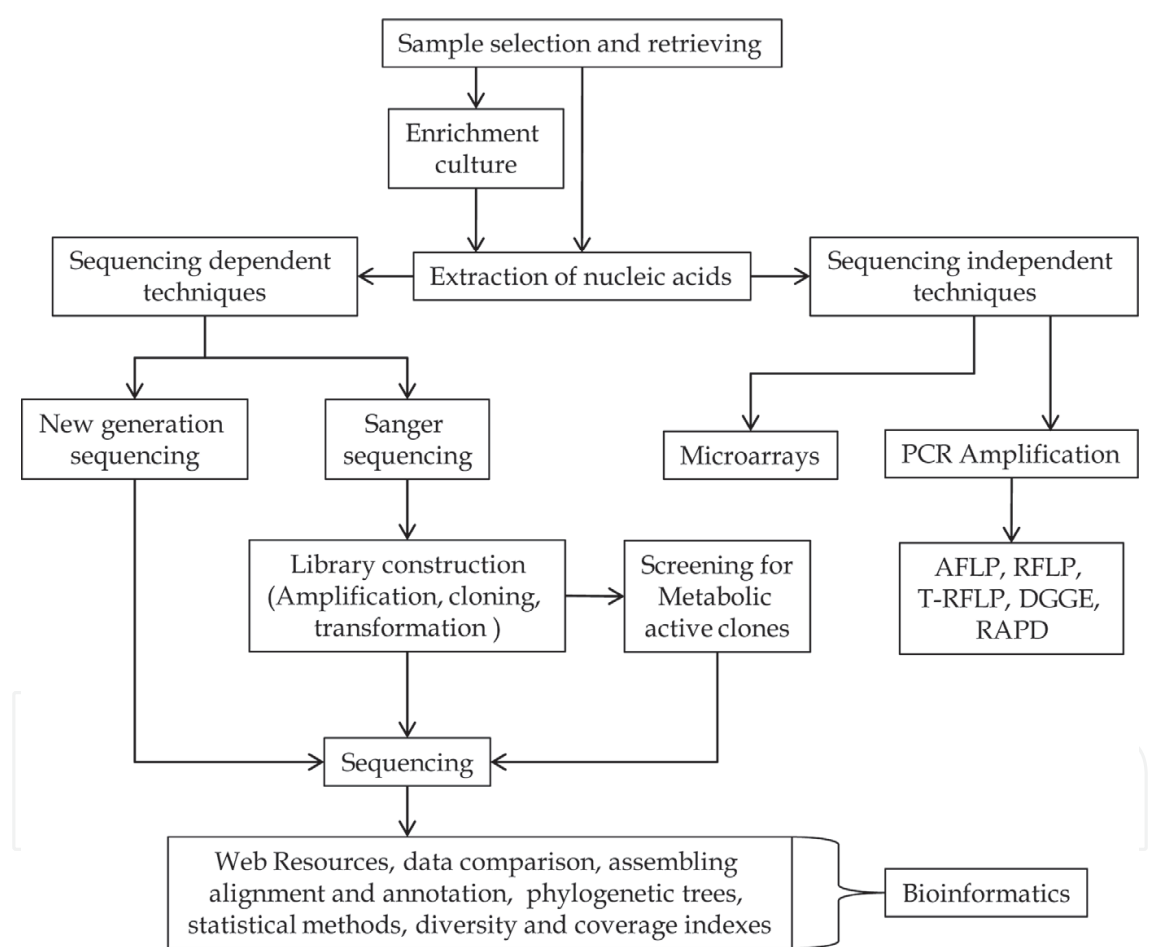 Sample selection and retrieving
Enrichment
culture
Sequencing dependent
techniques
Extraction of nucleic acids
Sequencing independent
techniques
New generation
sequencing
Sanger
sequencing
Microarrays
PCR Amplification
Library construction
(Amplification, cloning,
transformation )
Screening for
Metabolic
active clones
AFLP, RFLP,
T-RFLP, DGGE,
RAPD
Sequencing
Web Resources, data comparison, assembling
alignment and annotation, phylogenetic trees,
statistical methods, diversity and coverage indexes
Bioinformatics